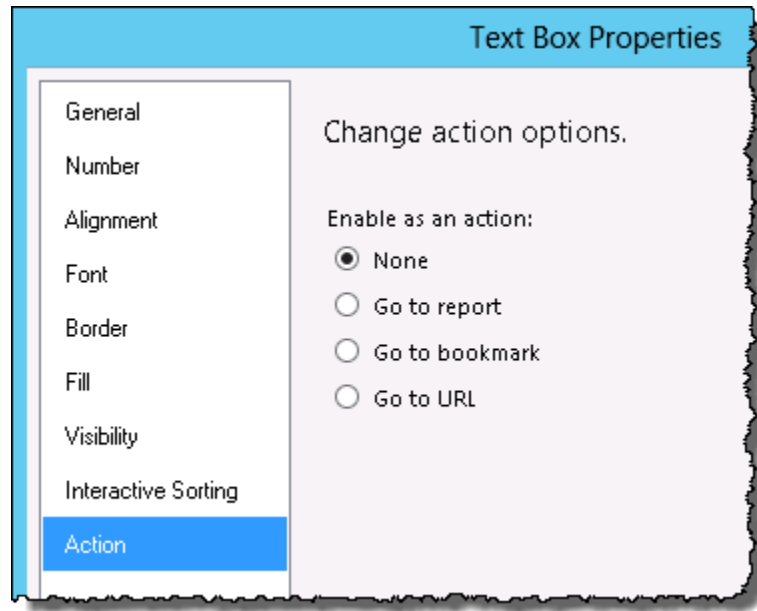 Text Box Properties
General
Number
Alignment
Font
Border
Fill
Visibility
Interactive Sorting
Action
Change action options.
Enable as an action:
None
Go to report
Go to bookmark
Go to URL